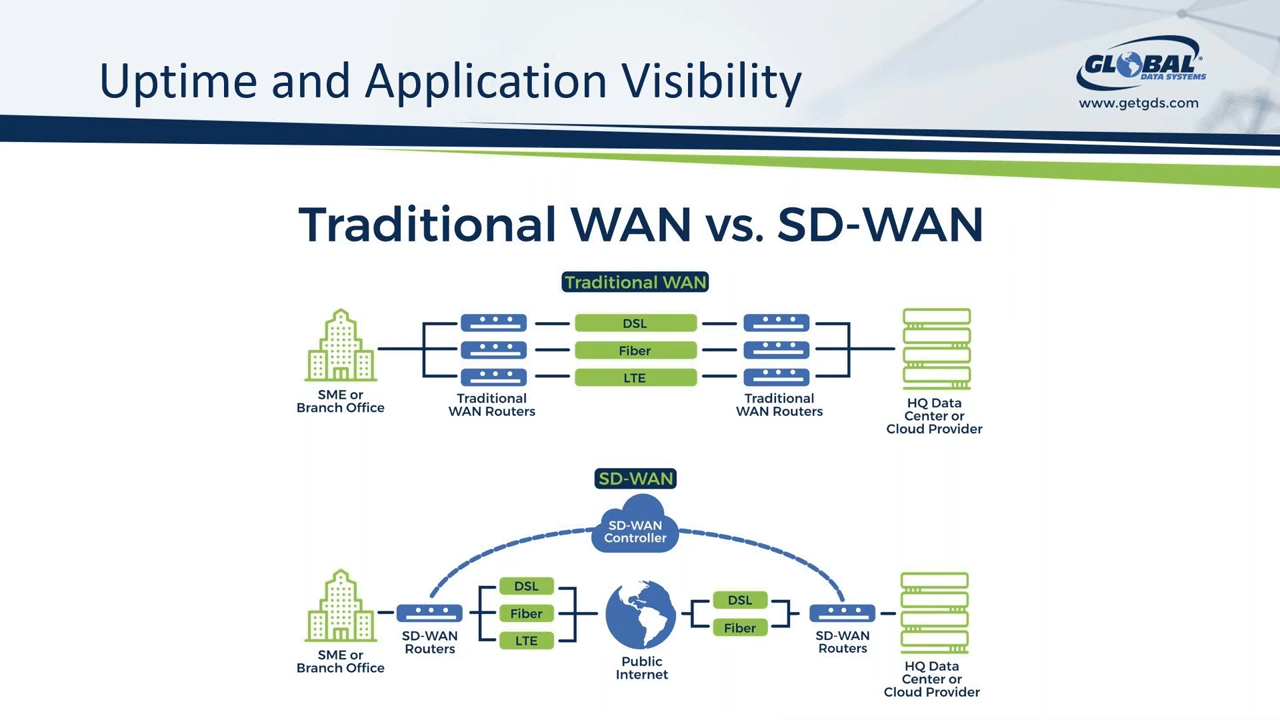 Uptime and Application Visibility
GLOBAL®
DATA SYSTEMS
www.getgds.com
Traditional WAN vs. SD-WAN
Traditional WAN
DSL
Fiber
LTE
SME or
Branch Office
Traditional
WAN Routers
Traditional
WAN Routers
HQ Data
Center or
Cloud Provider
SD-WAN
SD-WAN
Controller
DSL
Fiber
LTE
DSL
Fiber
SME or
Branch Office
SD-WAN
Routers
Public
Internet
SD-WAN
Routers
HQ Data
Center or
Cloud Provider